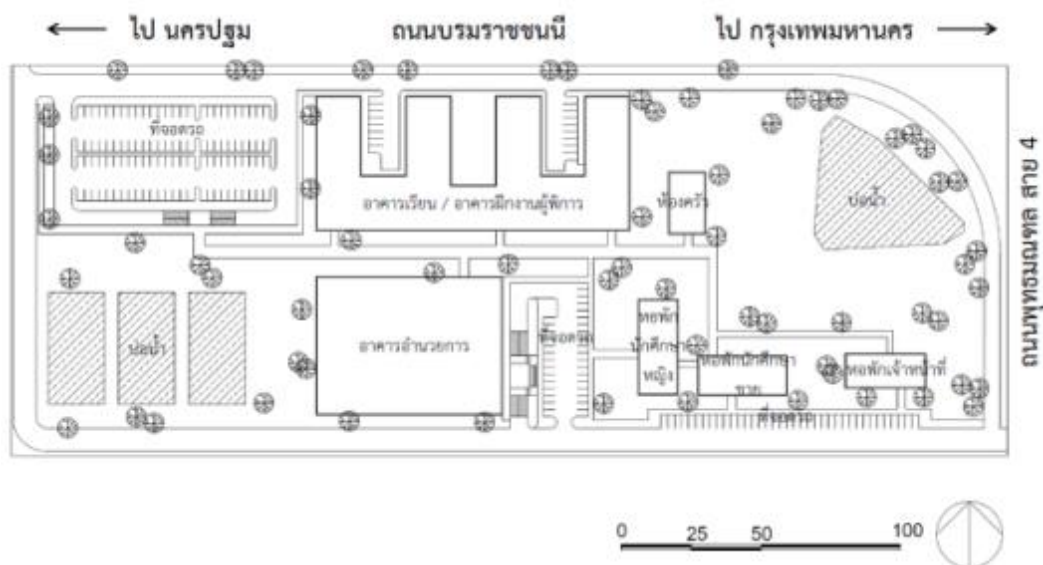 ไป นครปฐม
ถนนบรมราชชนนี
ไป กรุงเทพมหานคร
ที่จอดรถ
อาคารเรียน / อาคารฝึกงานผู้พิการ
ห้องครัว
บ่อน้ำ
ถนนพุทธมณฑล สาย 4
บ่อน้ำ
อาคารอำนวยการ
ที่จอดรถ
หอพัก
นักศึกษา
หญิง
หอพักนักศึกษา
ชาย
หอพักเจ้าหน้าที่
ที่จอดรถ
0 25 50 100